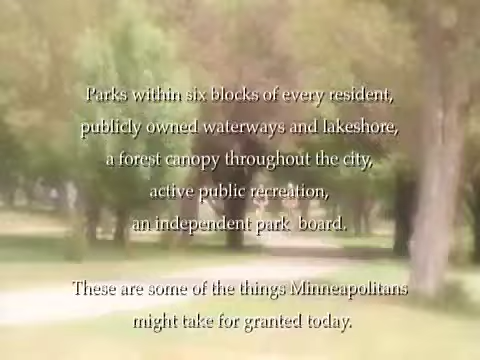 Parks within six blocks of every resident,
publicly owned waterways and lakeshore,
a forest canopy throughout the city,
active public recreation,
an independent park board.
These are some of the things Minneapolitans
might take for granted today.